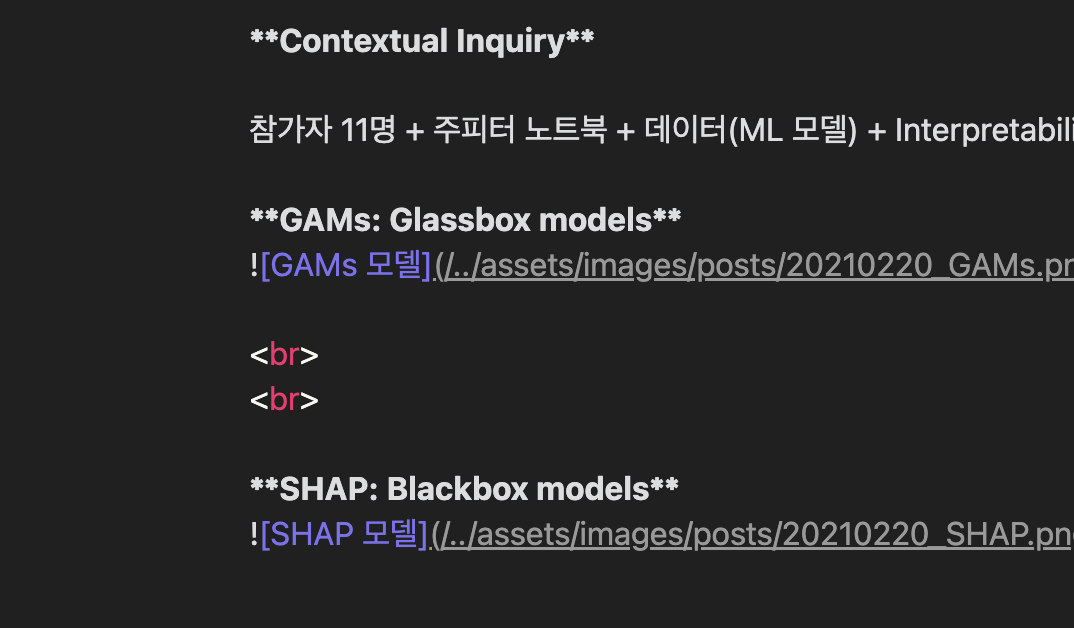 **Contextual Inquiry**
참가자 11명 + 주피터 노트북 + 데이터(ML 모델) + Interpretabili
**GAMs: Glassbox models**
![GAMs 모델](/../assets/images/posts/20210220_GAMs.pn
<br>
<br>
**SHAP: Blackbox models**
![SHAP 모델](/../assets/images/posts/20210220_SHAP.pn